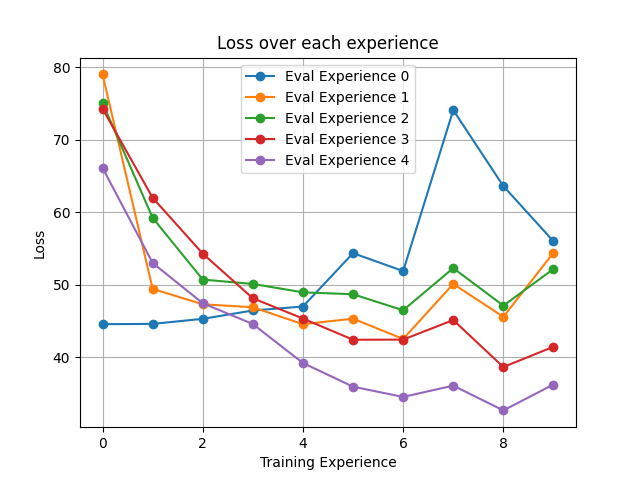 Loss over each experience
Eval Experience 0
Eval Experience 1
Eval Experience 2
Eval Experience 3
Eval Experience 4
Loss
80
70
60
50
40
0 2 4 6 8
Training Experience